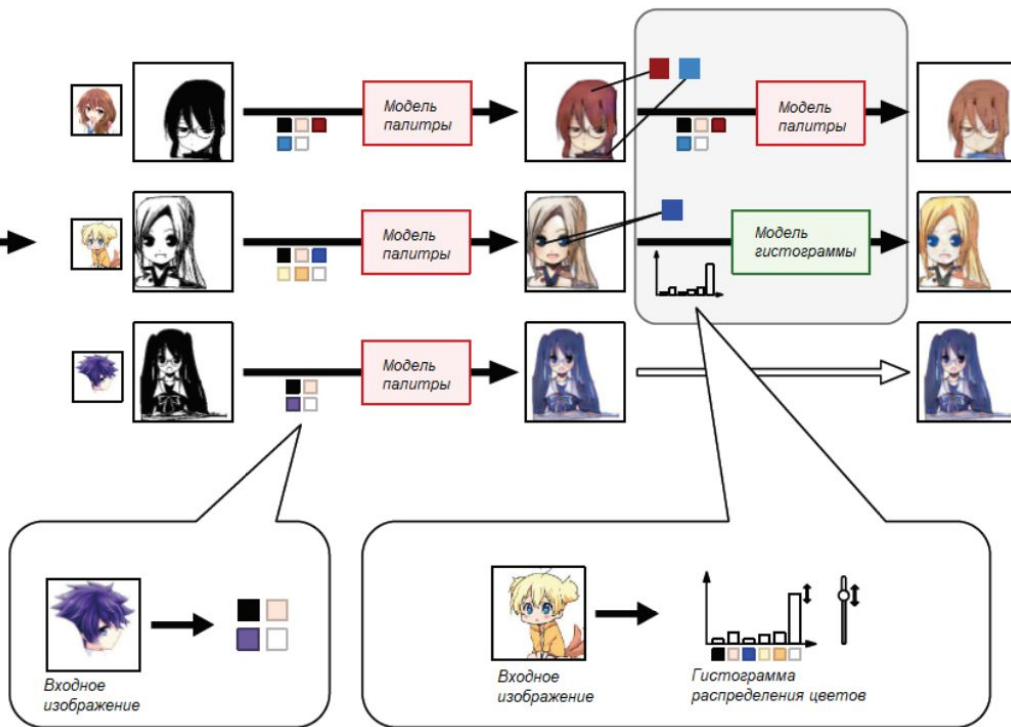 Модель
палитры
Модель
палитры
Модель
палитры
Модель
гистограммы
Модель
палитры
Входное
изображение
Входное
изображение
Гистограмма
распределения цветов